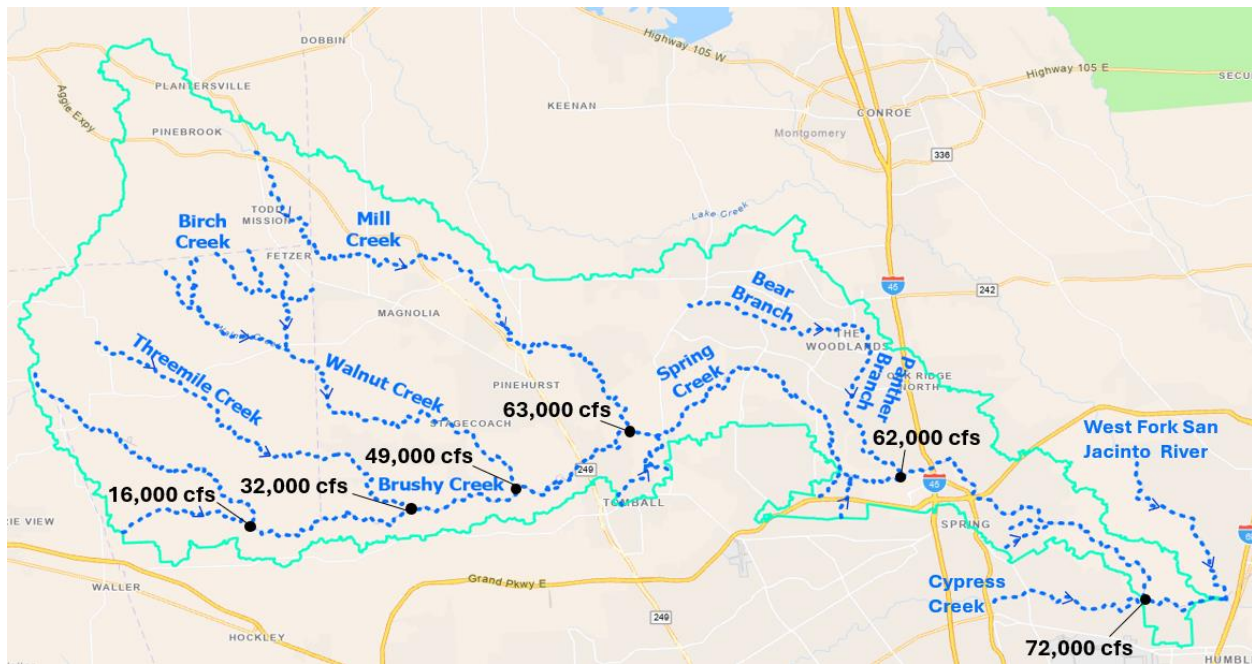 DOBBIN
Highway 105 W
Highway 105 E
SECU
PLANTERSVILLE
Aggie Expy
KEENAN
CONROE
PINEBROOK
Montgomery
336
TODD
MISSION
Birch
Creek
Mill
Creek
Lake Creek
FETZER
45
242
Bear
Branch
MAGNOLIA
THE
WOODLANDS
Threemile Creek
Walnut Creek
Spring
Creek
Panther
Branch
OAK RIDGE
NORTH
PINEHURST
63,000 cfs
STAGECOACH
West Fork San
Jacinto River
49,000 cfs
62,000 cfs
249
32,000 cfs
Brushy Creek
16,000 cfs
45
TOMBALL
RIE VIEW
SPRING
WALLER
Grand Pkwy E
Cypress
Creek
249
HOCKLEY
72,000 cfs
HUMBL